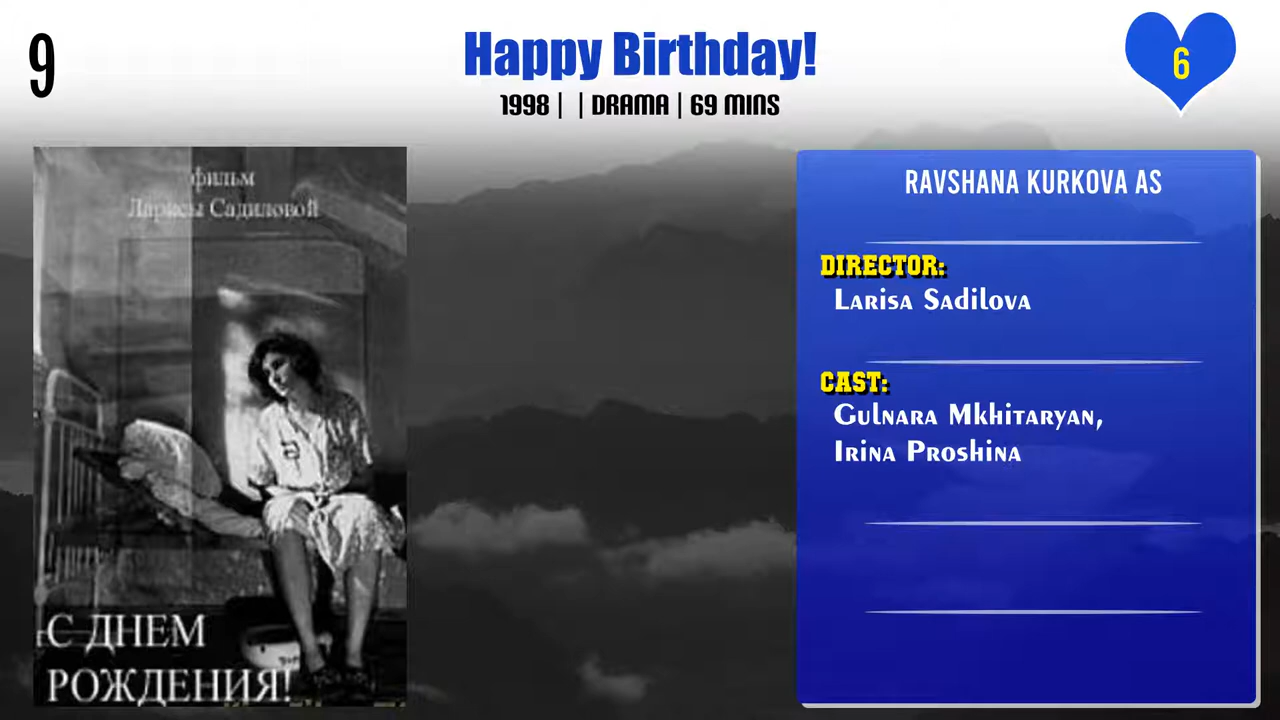 9
Happy Birthday!
1998 | | DRAMA | 69 MINS
6
фильм
Ларисы Садиловой
С ДНЕМ
РОЖДЕНИЯ!
RAVSHANA KURKOVA AS
DIRECTOR:
Larisa Sadilova
CAST:
Gulnara Mkhitaryan,
Irina Proshina